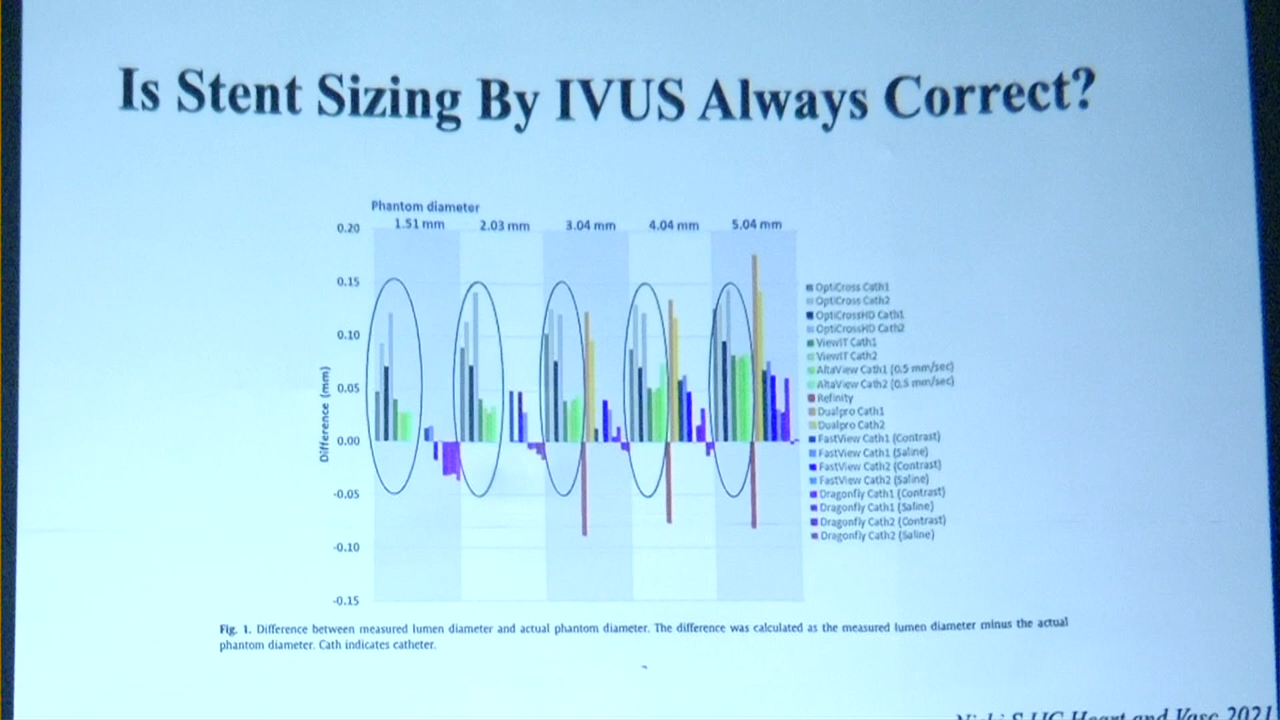 Is Stent Sizing By IVUS Always Correct?
Phantom diameter
1.51 mm 2.03 mm 3.04 mm 4.04 mm 5.04 mm
0.20
0.15
0.10
0.05
0.00
-0.05
-0.10
-0.15
Difference (mm)
OptiCross Cath1
OptiCross Cath2
OptiCrossHD Cath1
OptiCrossHD Cath2
ViewIT Cath1
ViewIT Cath2
AltaView Cath1 (0.5 mm/sec)
AltaView Cath2 (0.5 mm/sec)
Refinity
Dualpro Cath1
Dualpro Cath2
FastView Cath1 (Contrast)
FastView Cath1 (Saline)
FastView Cath2 (Contrast)
FastView Cath2 (Saline)
Dragonfly Cath1 (Contrast)
Dragonfly Cath1 (Saline)
Dragonfly Cath2 (Contrast)
Dragonfly Cath2 (Saline)
Fig. 1. Difference between measured lumen diameter and actual phantom diameter. The difference was calculated as the measured lumen diameter minus the actual
phantom diameter. Cath indicates catheter.
Heart and Vasc 2021